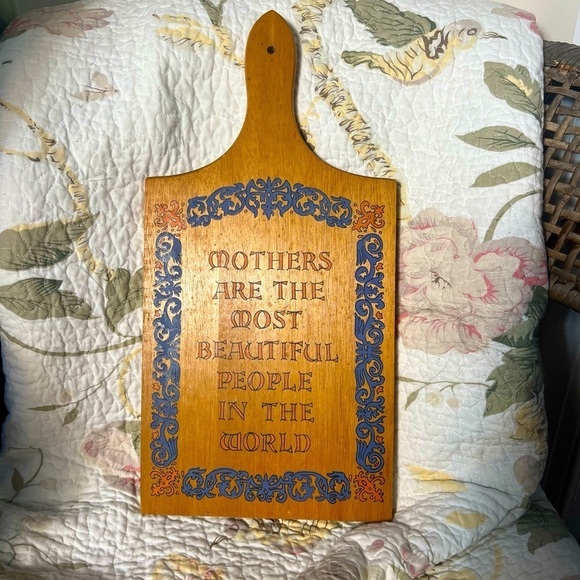 MOTHERS
ARE THE
MOST
BEAUTIFUL
PEOPLE
IN THE
WORLD